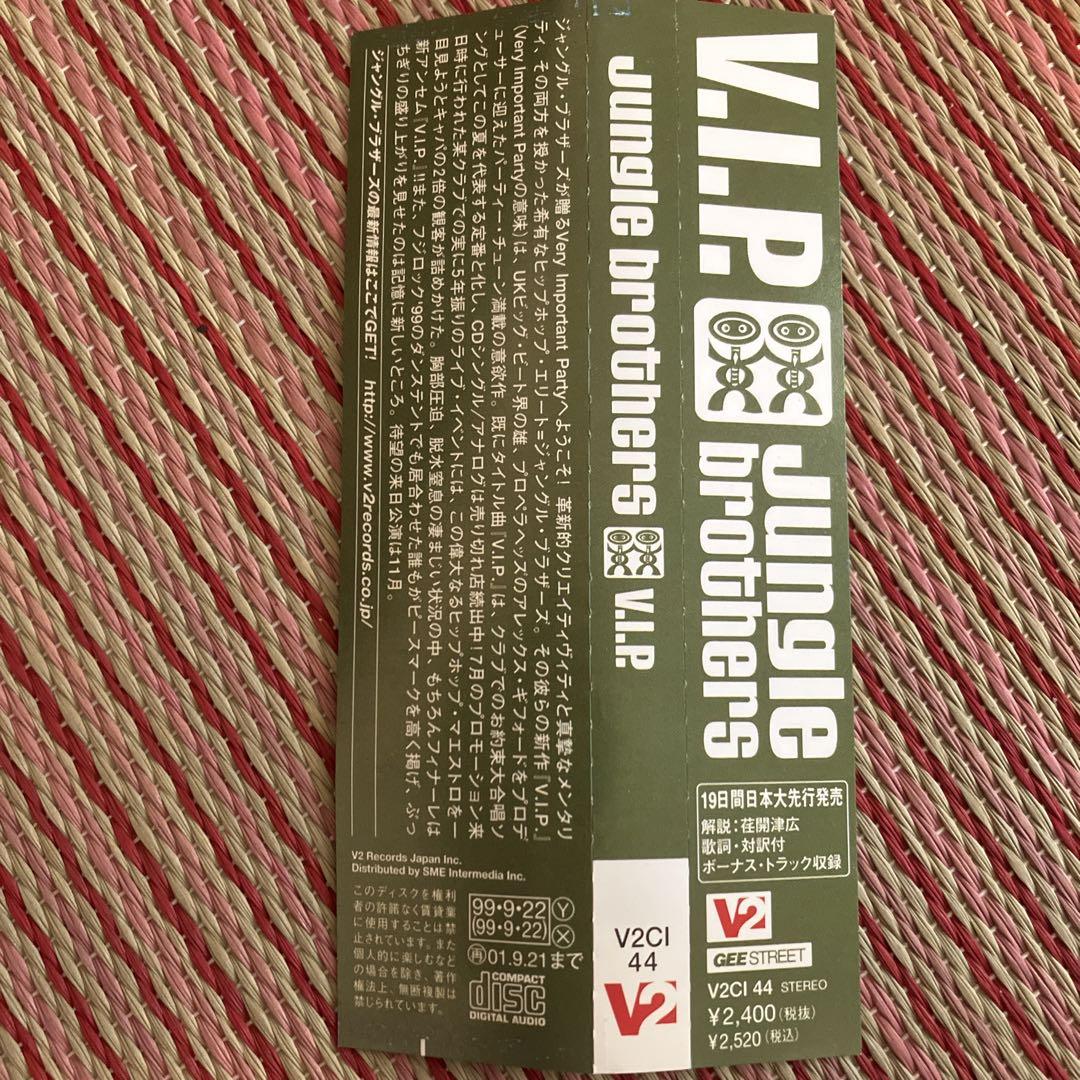 V.I.P.
Jungle
brothers
19日間日本大先行発売
解説：荏開津広
歌詞・対訳付
ボーナス・トラック収録
V2
GEE STREET
V2CI 44 STEREO
¥2,400(税抜)
¥2,520(税込)
Jungle brothers V.I.P.
V2CI
44
V2
ジャングル・ブラザーズが贈るVery Important Partyへようこそ! 革新的クリエイティヴィティと真摯なメンタリ
ティ、その両方を授かった希有なヒップホップ・エリート=ジャングル・ブラザーズ。その彼らの新作『V.I.P.』
(Very Important Partyの意味)は、UKビッグ・ビート界の雄、プロペラヘッズのアレックス・ギフォードをプロデ
ューサーに迎えたパーティー・チューン満載の意欲作。既にタイトル曲『V.I.P.』は、クラブでのお約束大合唱ソ
ングとしてこの夏を代表する定番と化し、CDシングル/アナログは売り切れ店続出中!7月のプロモーション来
日時に行われた某クラブでの実に5年振りのライブ・イベントには、この偉大なるヒップホップ・マエストロを一
目見ようとキャパの2倍の観客が詰めかけた。胸部圧迫、脱水窒息の凄まじい状況の中、もちろんフィナーレは
新アンセム『V.I.P.』!!また、フジロック'99のダンステントでも居合わせた誰もがピースマークを高く掲げ、ぶっ
ちぎりの盛り上がりを見せたのは記憶に新しいところ。待望の来日公演は11月。
ジャングル・ブラザーズの最新情報はここでGET! http://www.v2records.co.jp/
V2 Records Japan Inc.
Distributed by SME Intermedia Inc.
このディスクを権利
者の許諾なく賃貸業
に使用することは禁
止されています。また
個人的に楽しむなど
の場合を除き、著作
権法上、無断複製は
禁じられています。
99・9・22 Y
(99・9・22) X
再01.9.21まで
COMPACT
disc
DIGITAL AUDIO